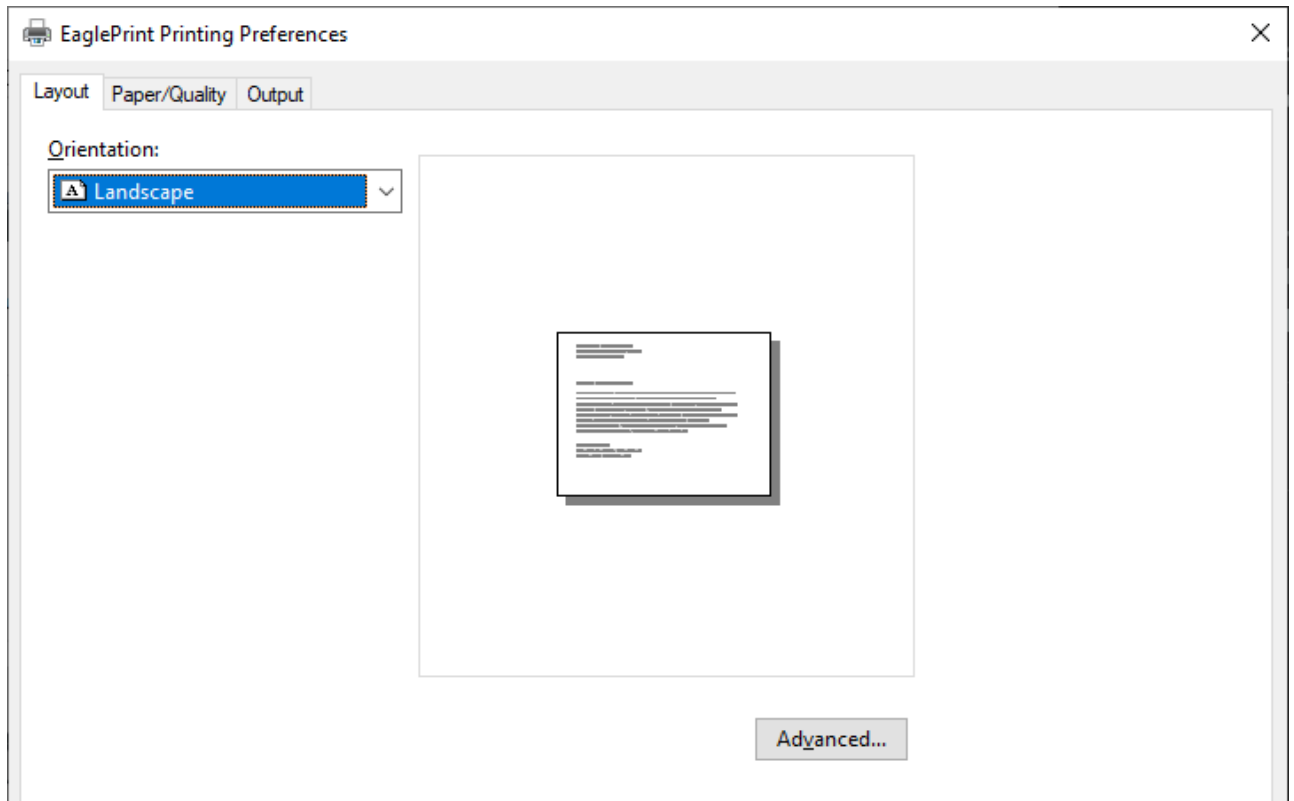 EaglePrint Printing Preferences
Layout Paper/Quality Output
Orientation:
A Landscape
Advanced...